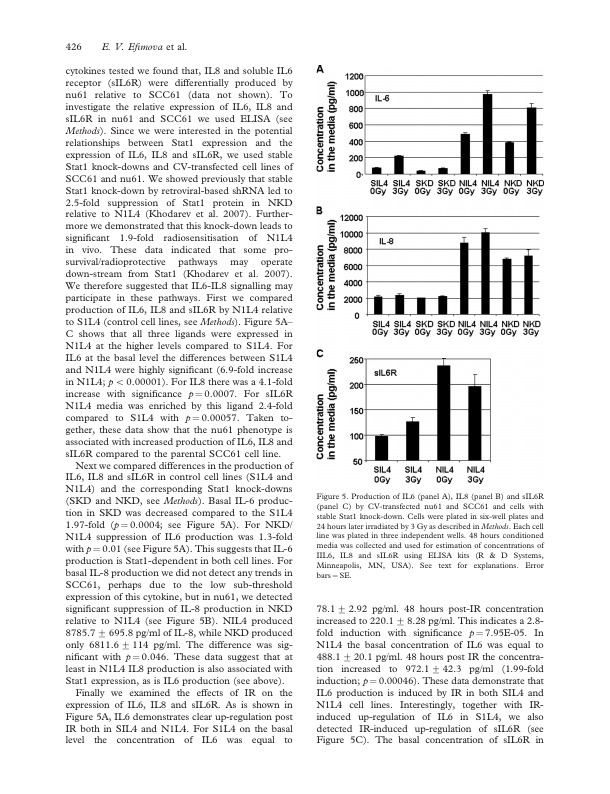 426 E. V. Efimova et al.
cytokines tested we found that, IL8 and soluble IL6
receptor (sIL6R) were differentially produced by
nu61 relative to SCC61 (data not shown). To
investigate the relative expression of IL6, IL8 and
sIL6R in nu61 and SCC61 we used ELISA (see
Methods). Since we were interested in the potential
relationships between Stat1 expression and the
expression of IL6, IL8 and sIL6R, we used stable
Stat1 knock-downs and CV-transfected cell lines of
SCC61 and nu61. We showed previously that stable
Stat1 knock-down by retroviral-based shRNA led to
2.5-fold suppression of Stat1 protein in NKD
relative to N1L4 (Khodarev et al. 2007). Further-
more we demonstrated that this knock-down leads to
significant 1.9-fold radiosensitisation of N1L4
in vivo. These data indicated that some pro-
survival/radioprotective pathways may operate
down-stream from Stat1 (Khodarev et al. 2007).
We therefore suggested that IL6-IL8 signalling may
participate in these pathways. First we compared
production of IL6, IL8 and sIL6R by N1L4 relative
to S1L4 (control cell lines, see Methods). Figure 5A–
C shows that all three ligands were expressed in
N1L4 at the higher levels compared to S1L4. For
IL6 at the basal level the differences between S1L4
and N1L4 were highly significant (6.9-fold increase
in N1L4; p < 0.00001). For IL8 there was a 4.1-fold
increase with significance p = 0.0007. For sIL6R
N1L4 media was enriched by this ligand 2.4-fold
compared to S1L4 with p = 0.00057. Taken to-
gether, these data show that the nu61 phenotype is
associated with increased production of IL6, IL8 and
sIL6R compared to the parental SCC61 cell line.
Next we compared differences in the production of
IL6, IL8 and sIL6R in control cell lines (S1L4 and
N1L4) and the corresponding Stat1 knock-downs
(SKD and NKD, see Methods). Basal IL-6 produc-
tion in SKD was decreased compared to the S1L4
1.97-fold (p = 0.0004; see Figure 5A). For NKD/
N1L4 suppression of IL6 production was 1.3-fold
with p = 0.01 (see Figure 5A). This suggests that IL-6
production is Stat1-dependent in both cell lines. For
basal IL-8 production we did not detect any trends in
SCC61, perhaps due to the low sub-threshold
expression of this cytokine, but in nu61, we detected
significant suppression of IL-8 production in NKD
relative to N1L4 (see Figure 5B). NIL4 produced
8785.7 ± 695.8 pg/ml of IL-8, while NKD produced
only 6811.6 ± 114 pg/ml. The difference was sig-
nificant with p = 0.046. These data suggest that at
least in N1L4 IL8 production is also associated with
Stat1 expression, as is IL6 production (see above).
Finally we examined the effects of IR on the
expression of IL6, IL8 and sIL6R. As is shown in
Figure 5A, IL6 demonstrates clear up-regulation post
IR both in SIL4 and N1L4. For S1L4 on the basal
level the concentration of IL6 was equal to
A
Concentration
in the media (pg/ml)
1200
1000
800
600
400
200
0
IL-6
SIL4 SIL4 SKD SKD NIL4 NIL4 NKD NKD
0Gy 3Gy 0Gy 3Gy 0Gy 3Gy 0Gy 3Gy
B
Concentration
in the media (pg/ml)
12000
10000
8000
6000
4000
2000
0
IL-8
SIL4 SIL4 SKD SKD NIL4 NIL4 NKD NKD
0Gy 3Gy 0Gy 3Gy 0Gy 3Gy 0Gy 3Gy
C
Concentration
in the media (pg/ml)
250
200
150
100
50
sIL6R
SIL4 SIL4 NIL4 NIL4
0Gy 3Gy 0Gy 3Gy
Figure 5. Production of IL6 (panel A), IL8 (panel B) and sIL6R
(panel C) by CV-transfected nu61 and SCC61 and cells with
stable Stat1 knock-down. Cells were plated in six-well plates and
24 hours later irradiated by 3 Gy as described in Methods. Each cell
line was plated in three independent wells. 48 hours conditioned
media was collected and used for estimation of concentrations of
IIL6, IL8 and sIL6R using ELISA kits (R & D Systems,
Minneapolis, MN, USA). See text for explanations. Error
bars = SE.
78.1 ± 2.92 pg/ml. 48 hours post-IR concentration
increased to 220.1 ± 8.28 pg/ml. This indicates a 2.8-
fold induction with significance p = 7.95E-05. In
N1L4 the basal concentration of IL6 was equal to
488.1 ± 20.1 pg/ml. 48 hours post IR the concentra-
tion increased to 972.1 ± 42.3 pg/ml (1.99-fold
induction; p = 0.00046). These data demonstrate that
IL6 production is induced by IR in both SIL4 and
N1L4 cell lines. Interestingly, together with IR-
induced up-regulation of IL6 in S1L4, we also
detected IR-induced up-regulation of sIL6R (see
Figure 5C). The basal concentration of sIL6R in